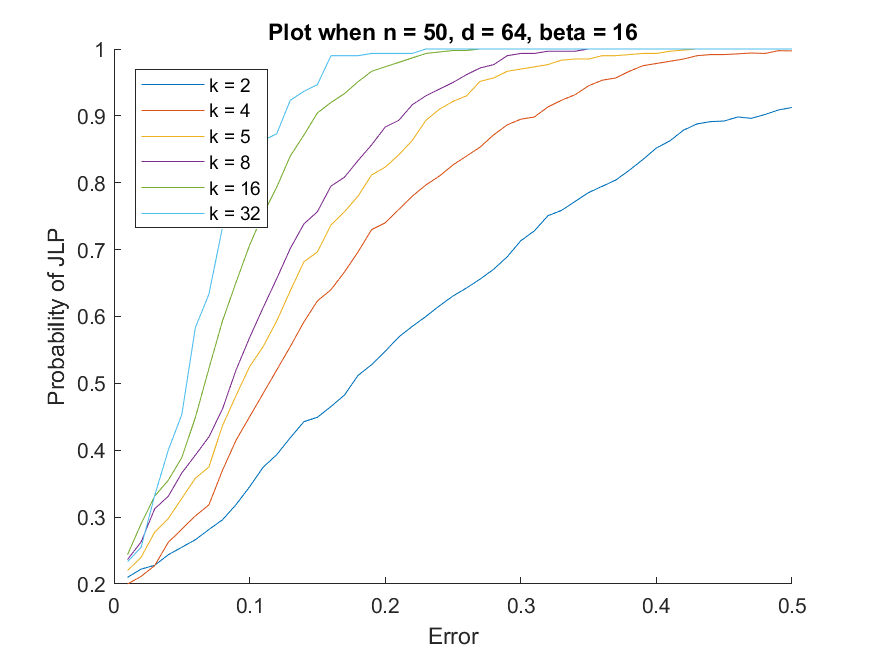 Plot when n = 50, d = 64, beta = 16
1
0.9
0.8
0.7
0.6
0.5
0.4
0.3
0.2
Probability of JLP
k = 2
k = 4
k = 5
k = 8
k = 16
k = 32
0
0.1
0.2
0.3
0.4
0.5
Error